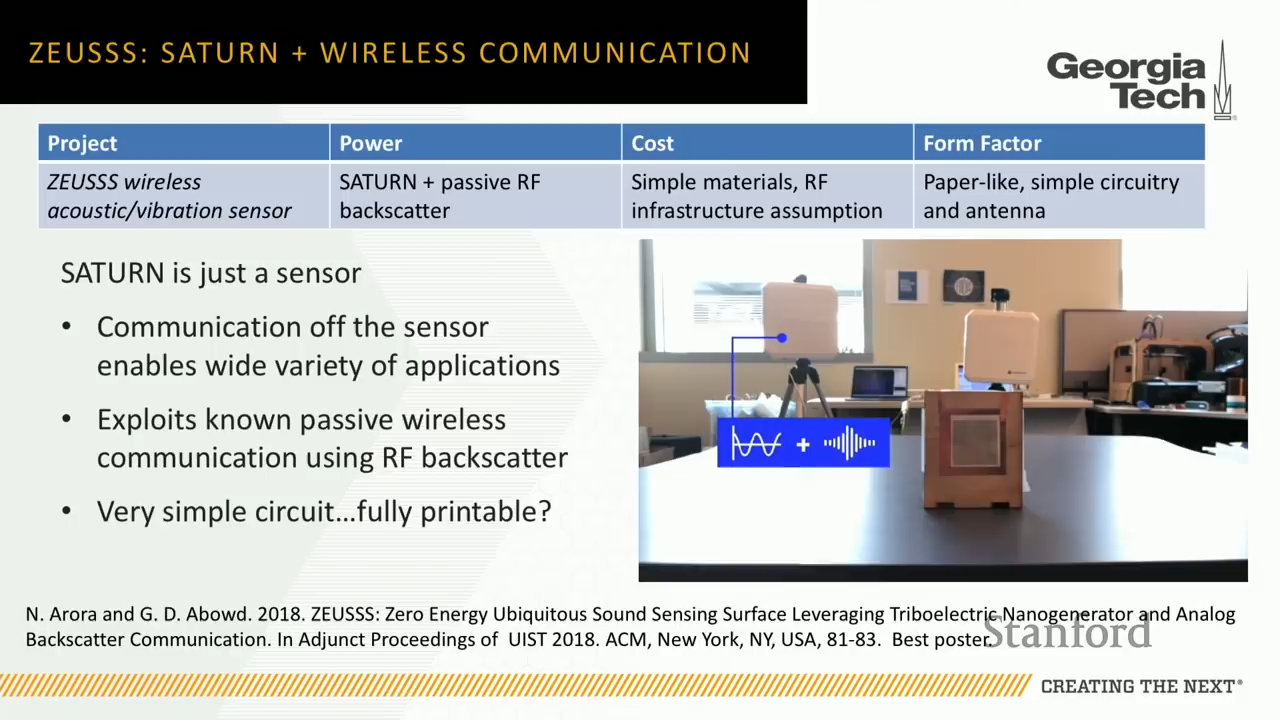 ZEUSSS: SATURN + WIRELESS COMMUNICATION
Georgia
Tech
Project Power Cost Form Factor
ZEUSSS wireless SATURN + passive RF Simple materials, RF Paper-like, simple circuitry
acoustic/vibration sensor backscatter infrastructure assumption and antenna
SATURN is just a sensor
• Communication off the sensor
enables wide variety of applications
• Exploits known passive wireless
communication using RF backscatter
• Very simple circuit…fully printable?
+
N. Arora and G. D. Abowd. 2018. ZEUSSS: Zero Energy Ubiquitous Sound Sensing Surface Leveraging Triboelectric Nanogenerator and Analog
Backscatter Communication. In Adjunct Proceedings of UIST 2018. ACM, New York, NY, USA, 81-83. Best poster.
Stanford
CREATING THE NEXT®